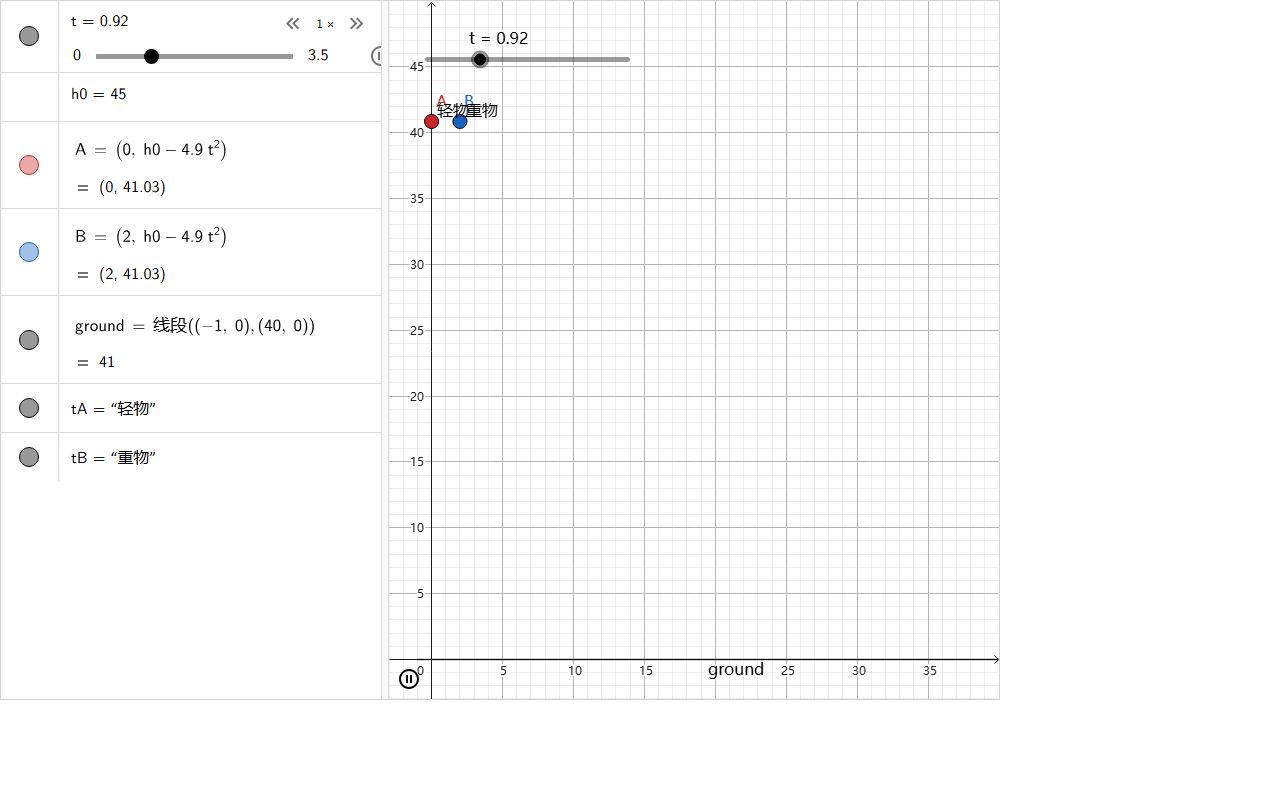 t = 0.92
1 ×
0
3.5
h0 = 45
A = (0, h0 − 4.9 t²)
= (0, 41.03)
B = (2, h0 − 4.9 t²)
= (2, 41.03)
ground = 线段((−1, 0),(40, 0))
= 41
tA = “轻物”
tB = “重物”
t = 0.92
45
A
B
轻物
重物
40
35
30
25
20
15
10
5
0
5
10
15
ground
25
30
35